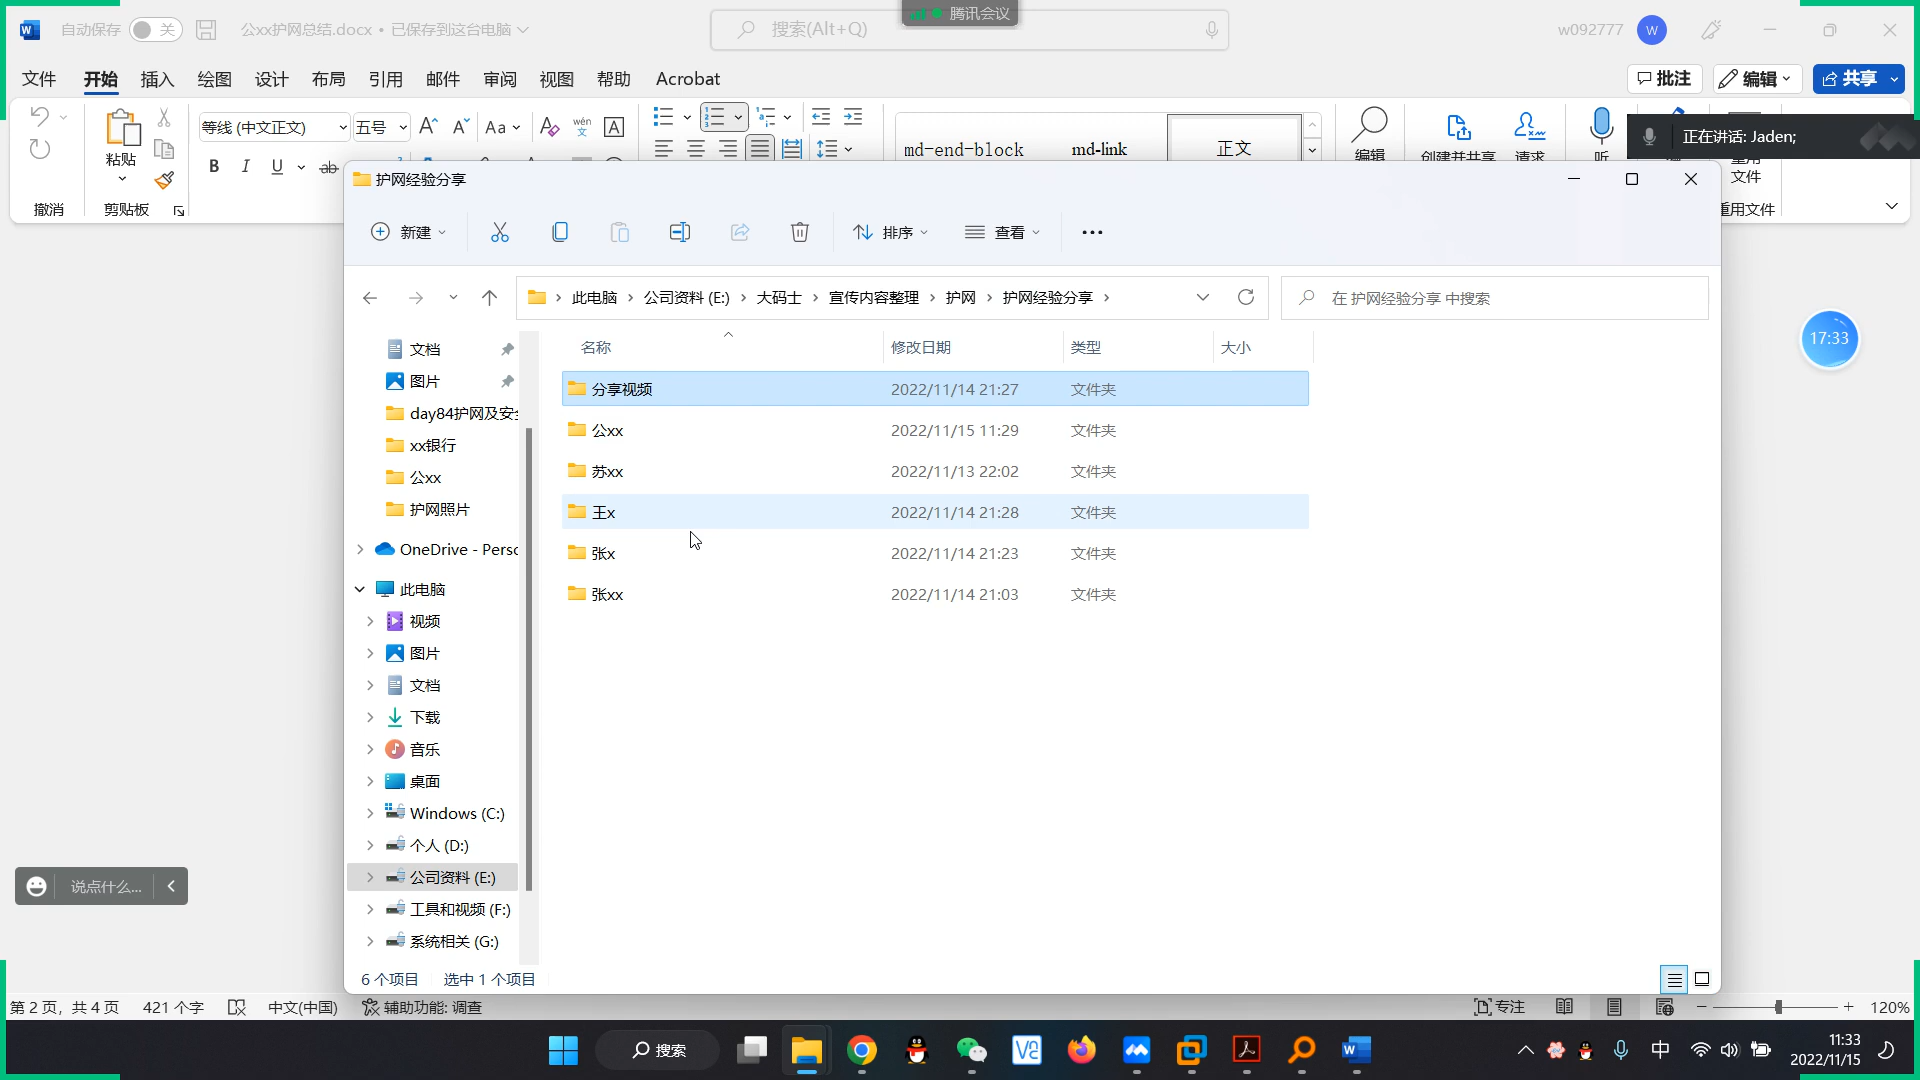 腾讯会议
自动保存 关 公xx护网总结.docx • 已保存到这台电脑
搜索(Alt+Q)
w092777 W
文件 开始 插入 绘图 设计 布局 引用 邮件 审阅 视图 帮助 Acrobat
批注 编辑 共享
粘贴
等线 (中文正文) 五号 Aa wén 文 A
B I U ab
md-end-block md-link 正文
编辑
正在讲话: Jaden;
文件
撤消 剪贴板
重用文件
护网经验分享
新建 排序 查看
此电脑 公司资料 (E:) 大码士 宣传内容整理 护网 护网经验分享
在 护网经验分享 中搜索
17:33
名称 修改日期 类型 大小
分享视频 2022/11/14 21:27 文件夹
公xx 2022/11/15 11:29 文件夹
苏xx 2022/11/13 22:02 文件夹
王x 2022/11/14 21:28 文件夹
张x 2022/11/14 21:23 文件夹
张xx 2022/11/14 21:03 文件夹
文档
图片
day84护网及安
xx银行
公xx
护网照片
OneDrive - Perso
此电脑
视频
图片
文档
下载
音乐
桌面
Windows (C:)
个人 (D:)
公司资料 (E:)
工具和视频 (F:)
系统相关 (G:)
说点什么...
6 个项目 选中 1 个项目
第 2 页，共 4 页 421 个字 中文(中国) 辅助功能: 调查
专注 120%
搜索
中
11:33
2022/11/15